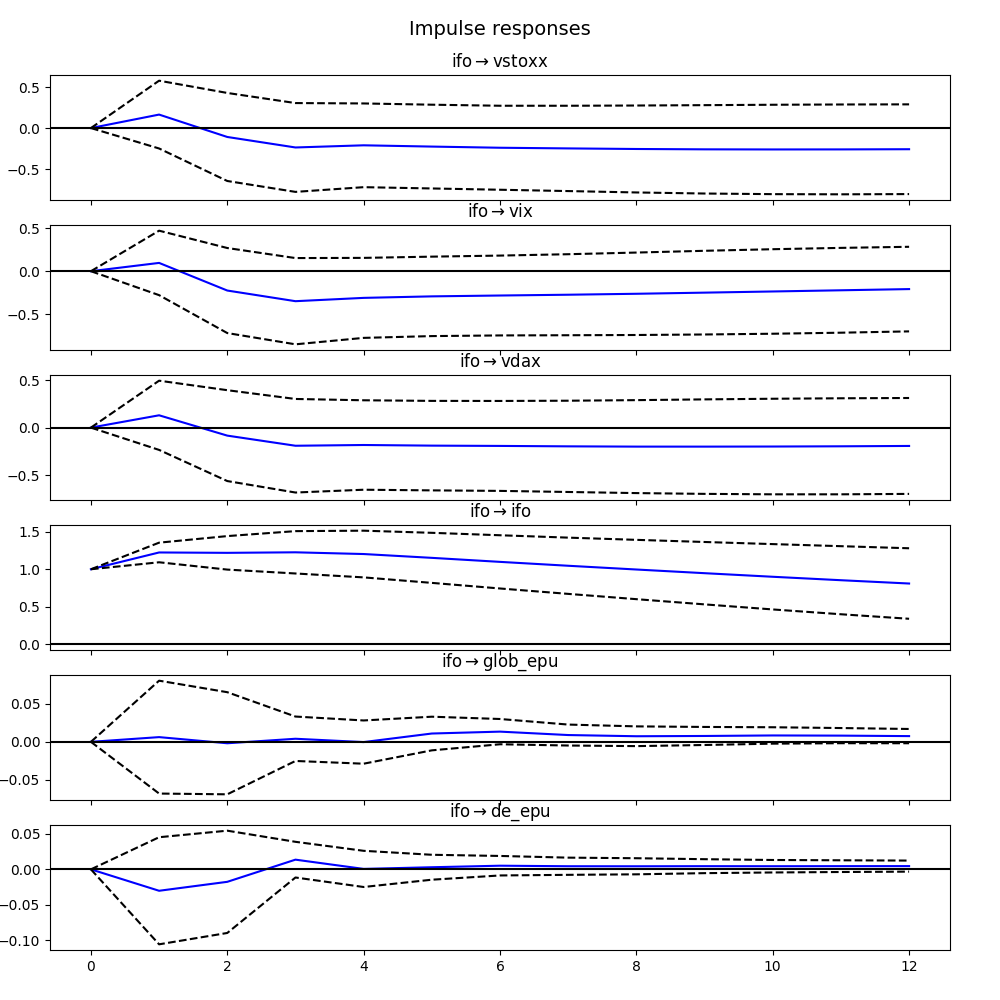 Impulse responses
ifo → vstoxx
0.5
0.0
−0.5
ifo → vix
0.5
0.0
−0.5
ifo → vdax
0.5
0.0
−0.5
ifo → ifo
1.5
1.0
0.5
0.0
ifo → glob_epu
0.05
0.00
−0.05
ifo → de_epu
0.05
0.00
−0.05
−0.10
0 2 4 6 8 10 12